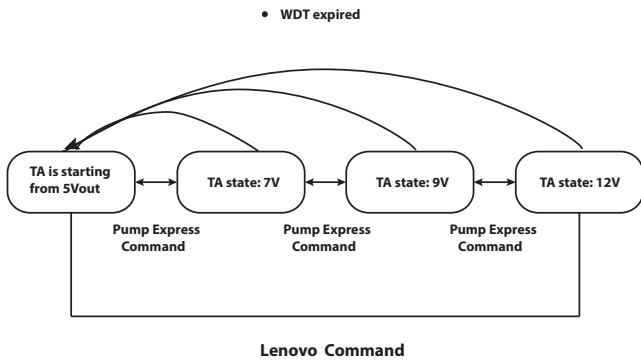 • WDT expired
TA is starting
from 5Vout
TA state: 7V
TA state: 9V
TA state: 12V
Pump Express
Command
Pump Express
Command
Pump Express
Command
Lenovo Command